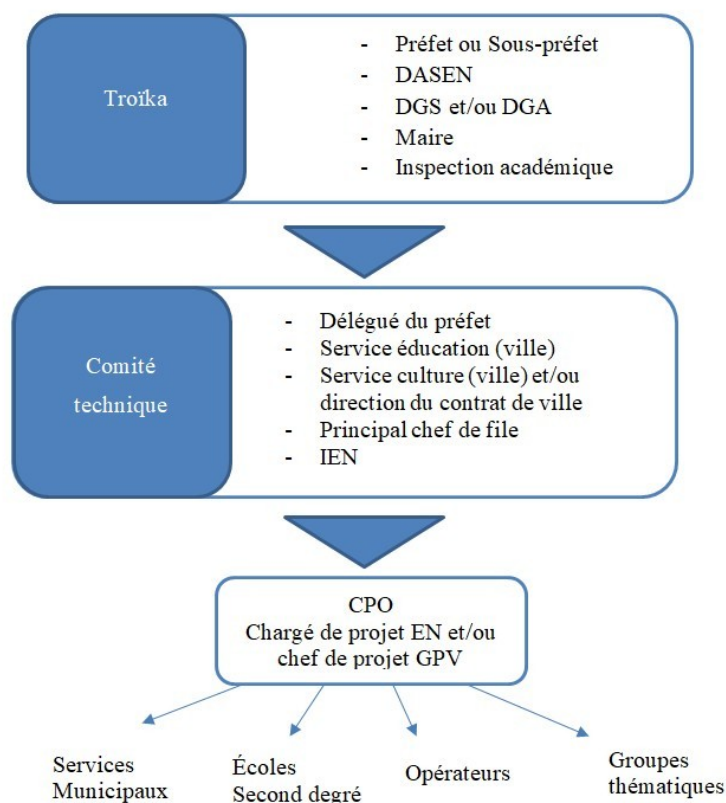 Troïka
- Préfet ou Sous-préfet
- DASEN
- DGS et/ou DGA
- Maire
- Inspection académique
Comité
technique
- Délégué du préfet
- Service éducation (ville)
- Service culture (ville) et/ou
direction du contrat de ville
- Principal chef de file
- IEN
CPO
Chargé de projet EN et/ou
chef de projet GPV
Services
Municipaux
Écoles
Second degré
Opérateurs
Groupes
thématiques